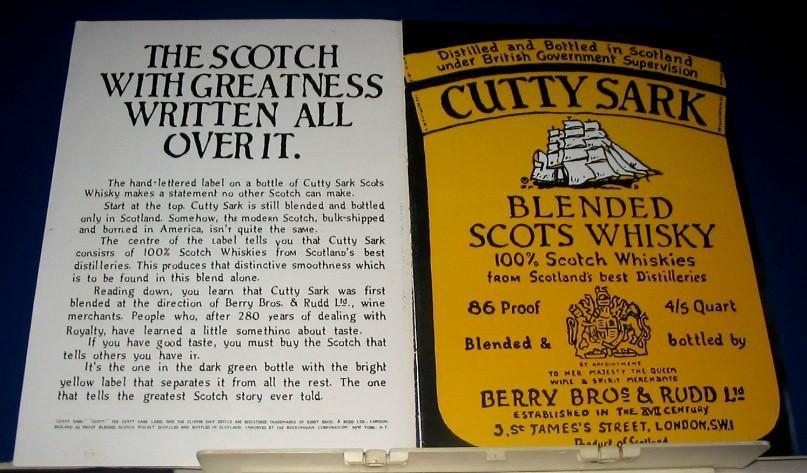 THE SCOTCH
WITH GREATNESS
WRITTEN ALL
OVER IT.
The hand-lettered label on a bottle of Cutty Sark Scots
Whisky makes a statement no other Scotch can make.
Start at the top. Cutty Sark is still blended and bottled
only in Scotland. Somehow, the modern Scotch, bulk-shipped
and bottled in America, isn't quite the same.
The centre of the label tells you that Cutty Sark
consists of 100% Scotch Whiskies from Scotland's best
distilleries. This produces that distinctive smoothness which
is to be found in this blend alone.
Reading down, you learn that Cutty Sark was first
blended at the direction of Berry Bros. & Rudd Ltd., wine
merchants. People who, after 280 years of dealing with
Royalty, have learned a little something about taste.
If you have good taste, you must buy the Scotch that
tells others you have it.
It's the one in the dark green bottle with the bright
yellow label that separates it from all the rest. The one
that tells the greatest Scotch story ever told.
Distilled and Bottled in Scotland
under British Government Supervision
CUTTY SARK
BLENDED
SCOTS WHISKY
100% Scotch Whiskies
from Scotland's best Distilleries
86 Proof 4/5 Quart
Blended & bottled by
BY APPOINTMENT
TO HER MAJESTY THE QUEEN
WINE & SPIRIT MERCHANTS
BERRY BROS & RUDD Ltd
ESTABLISHED IN THE XVII CENTURY
3, St JAMES'S STREET, LONDON, S.W.1
Product of Scotland